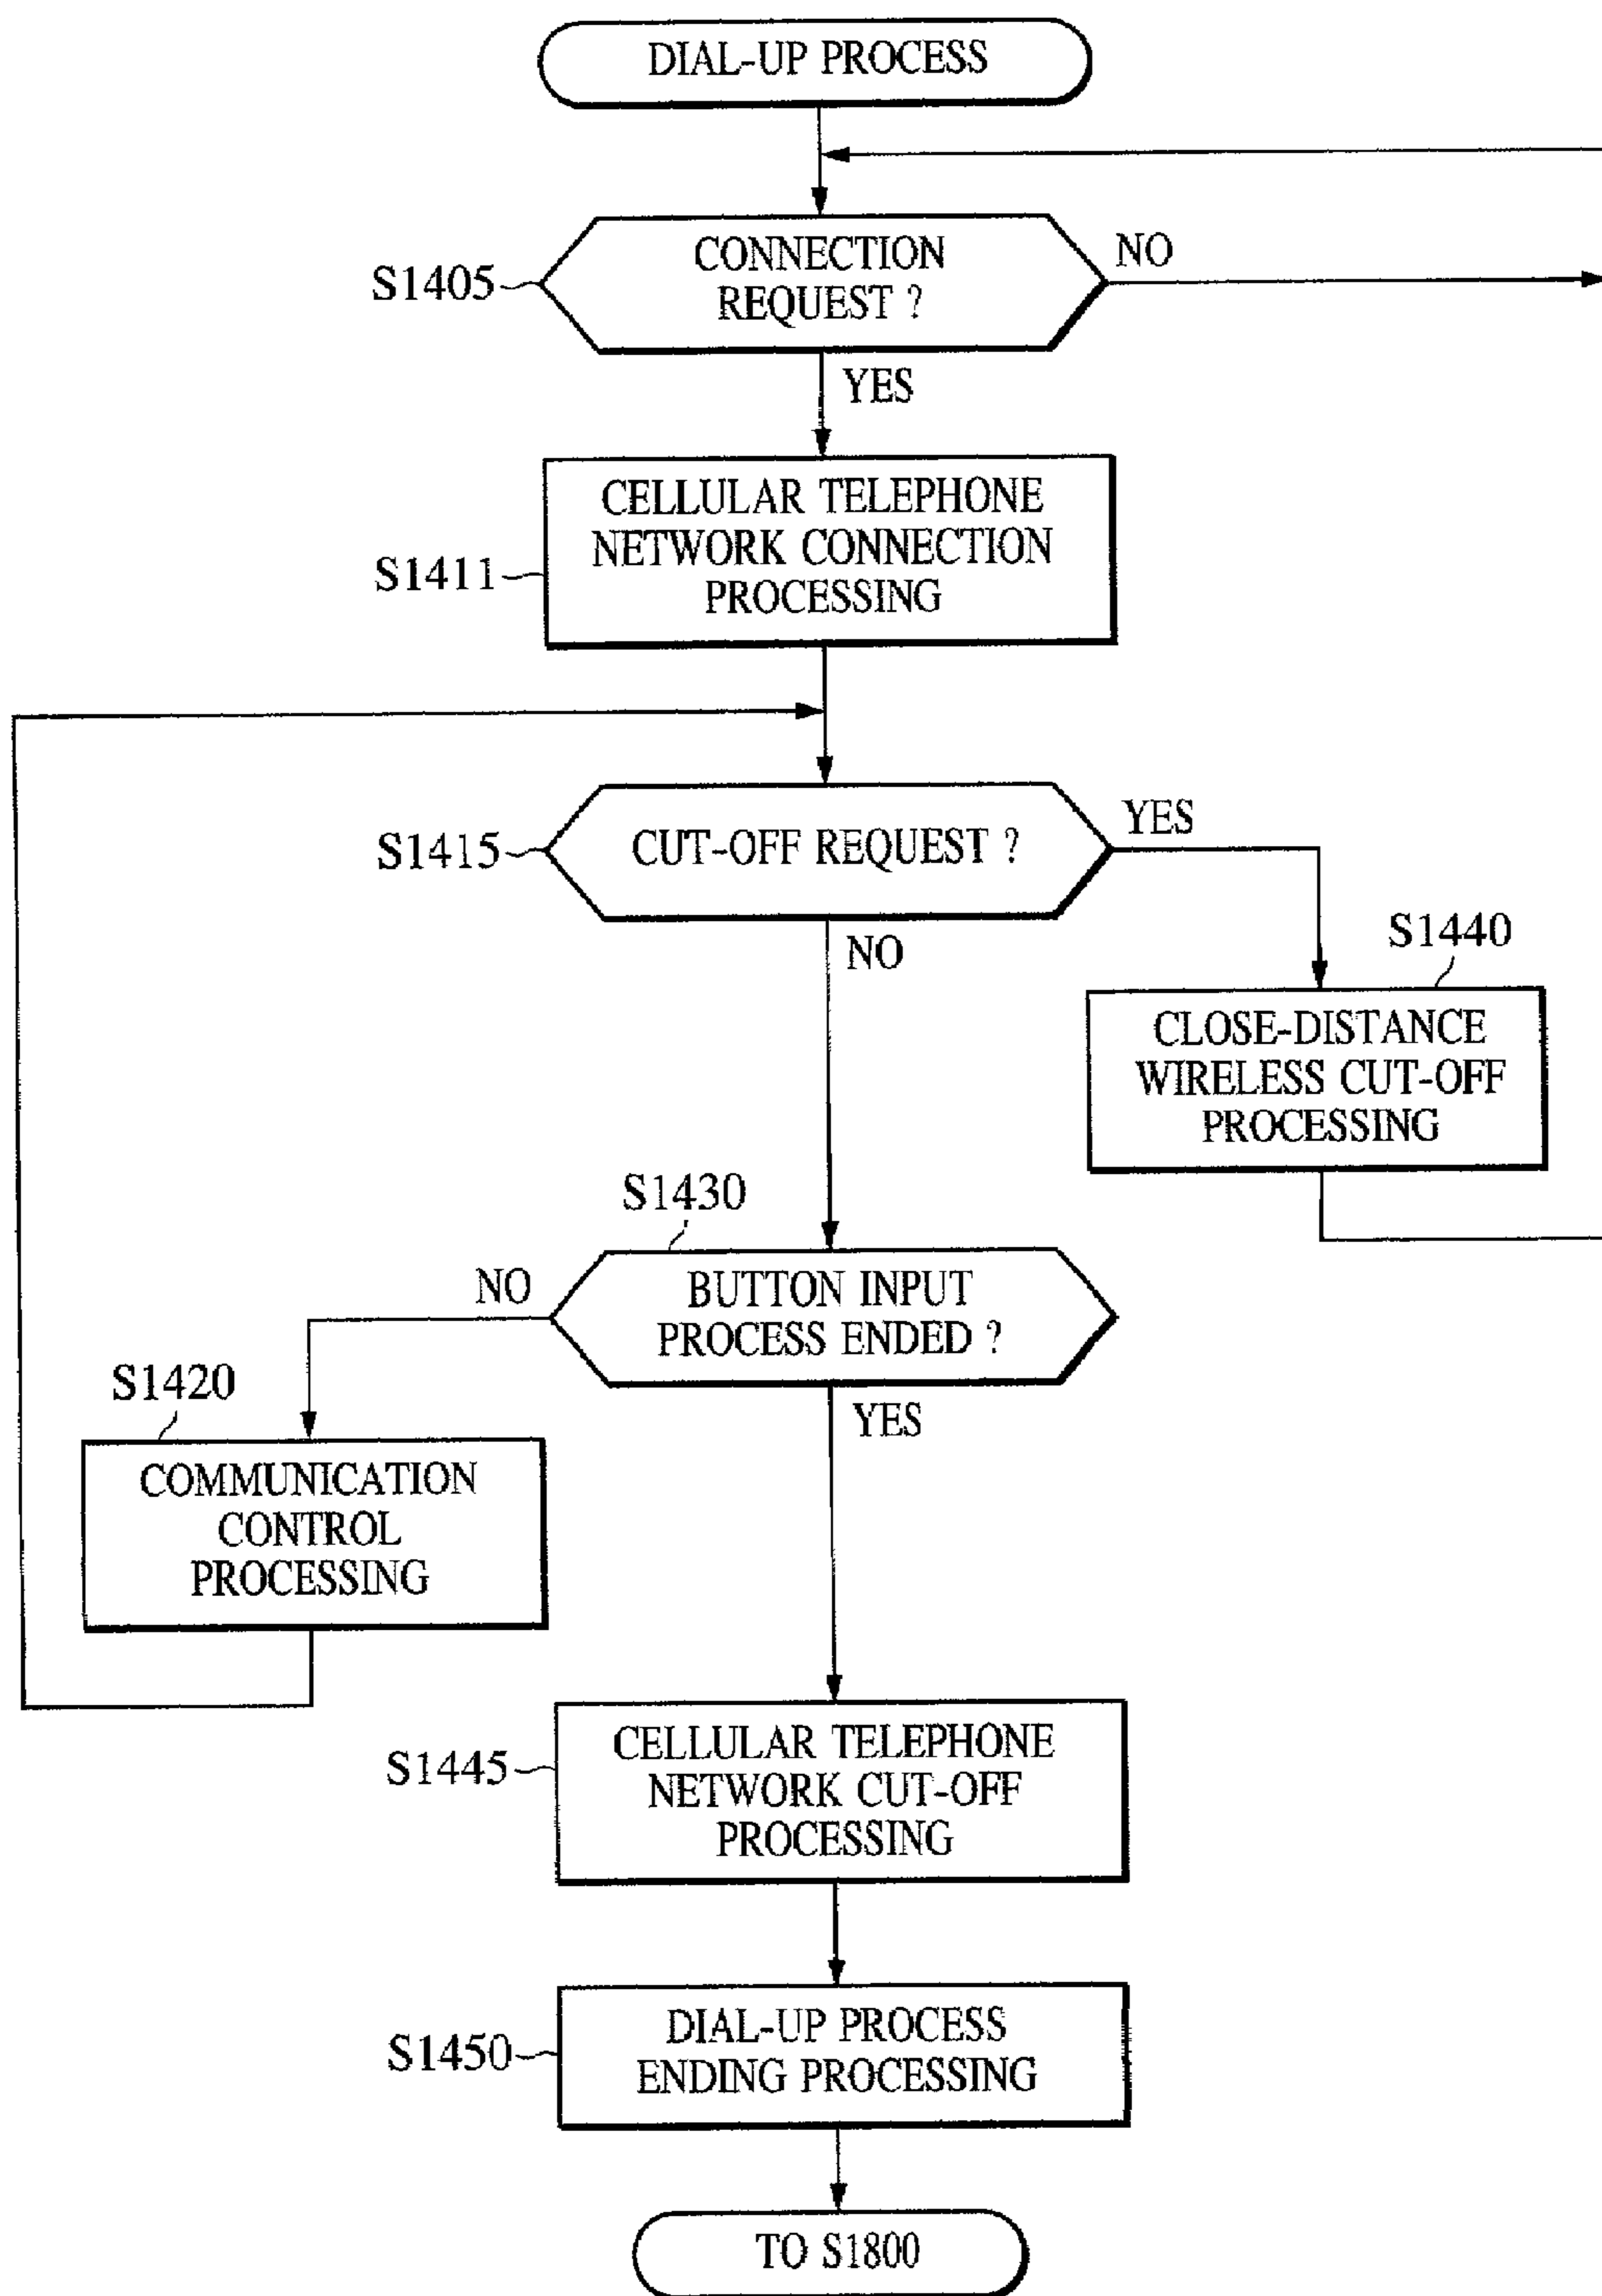 DIAL-UP PROCESS
S1405
CONNECTION
REQUEST ?
NO
YES
S1411
CELLULAR TELEPHONE
NETWORK CONNECTION
PROCESSING
S1415
CUT-OFF REQUEST ?
YES
NO
S1440
CLOSE-DISTANCE
WIRELESS CUT-OFF
PROCESSING
S1430
BUTTON INPUT
PROCESS ENDED ?
NO
YES
S1420
COMMUNICATION
CONTROL
PROCESSING
S1445
CELLULAR TELEPHONE
NETWORK CUT-OFF
PROCESSING
S1450
DIAL-UP PROCESS
ENDING PROCESSING
TO S1800